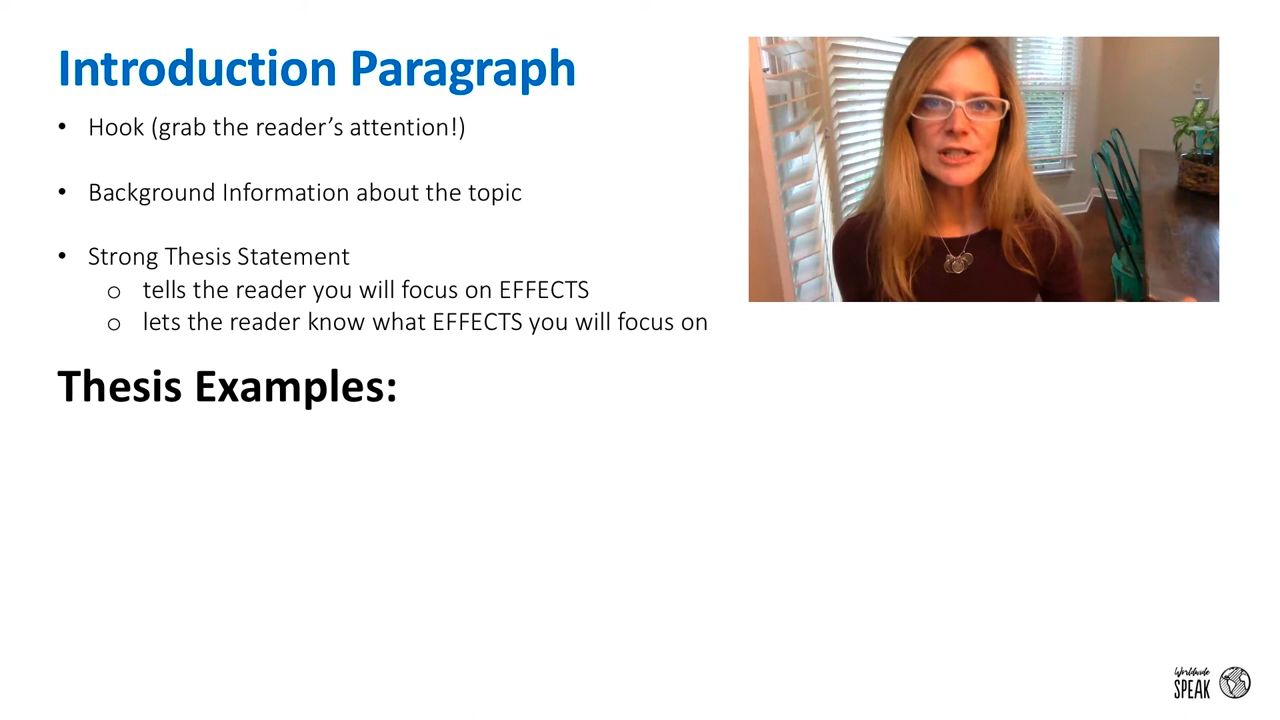 Introduction Paragraph
• Hook (grab the reader’s attention!)
• Background Information about the topic
• Strong Thesis Statement
o tells the reader you will focus on EFFECTS
o lets the reader know what EFFECTS you will focus on
Thesis Examples:
Worldwide
SPEAK